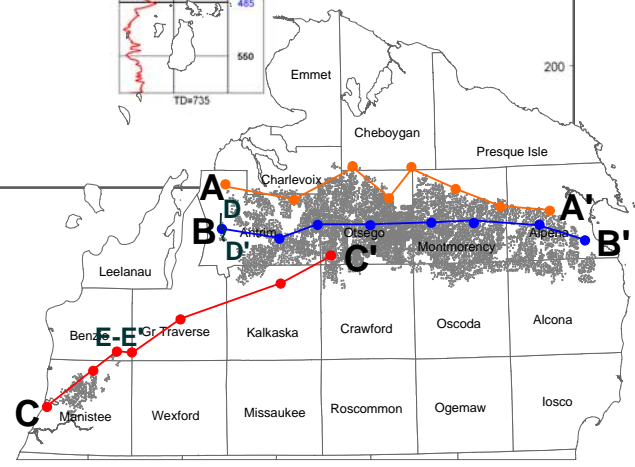 485
550
TD=735
200
Emmet
Cheboygan
Presque Isle
Charlevoix
A
A'
D
B
D'
Antrim
Otsego
Montmorency
Alpena
B'
C'
Leelanau
Benzie
E-E'
Gr Traverse
Kalkaska
Crawford
Oscoda
Alcona
C
Manistee
Wexford
Missaukee
Roscommon
Ogemaw
Iosco